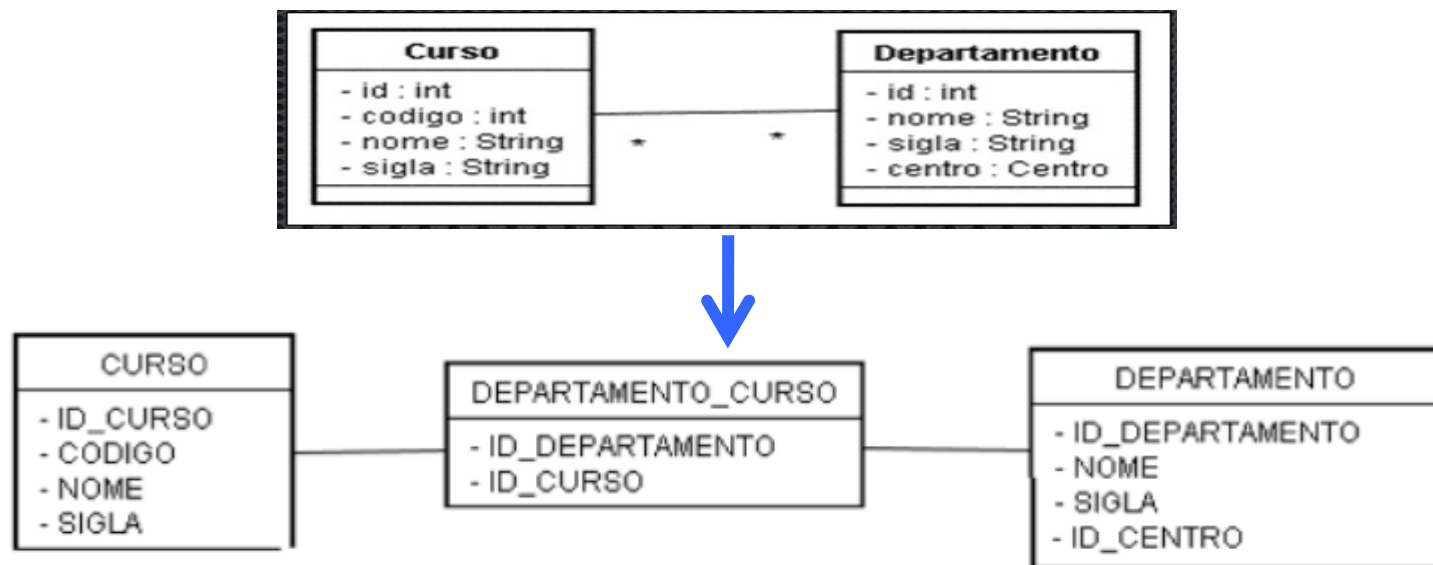 Curso
- id : int
- codigo : int
- nome : String
- sigla : String
*
*
Departamento
- id : int
- nome : String
- sigla : String
- centro : Centro
CURSO
- ID_CURSO
- CODIGO
- NOME
- SIGLA
DEPARTAMENTO_CURSO
- ID_DEPARTAMENTO
- ID_CURSO
DEPARTAMENTO
- ID_DEPARTAMENTO
- NOME
- SIGLA
- ID_CENTRO